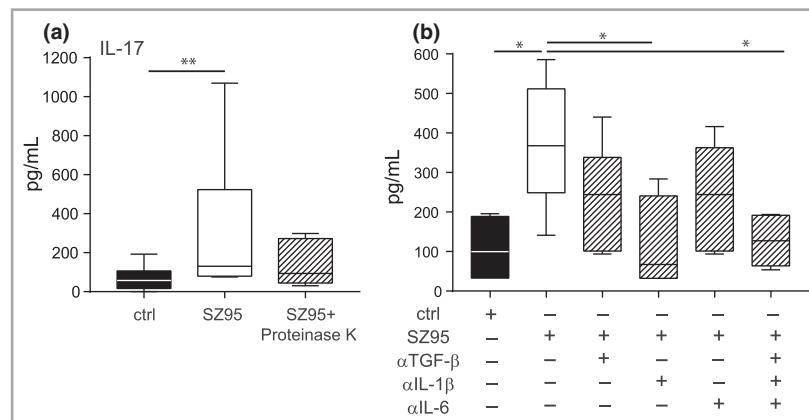 (a)
IL-17
**
pg/mL
1200
1000
800
600
400
200
0
ctrl SZ95 SZ95+
Proteinase K
(b)
* * *
pg/mL
600
500
400
300
200
100
0
ctrl + – – – – –
SZ95 – + + + + +
αTGF-β – – + – – +
αIL-1β – – – + – +
αIL-6 – – – – + +